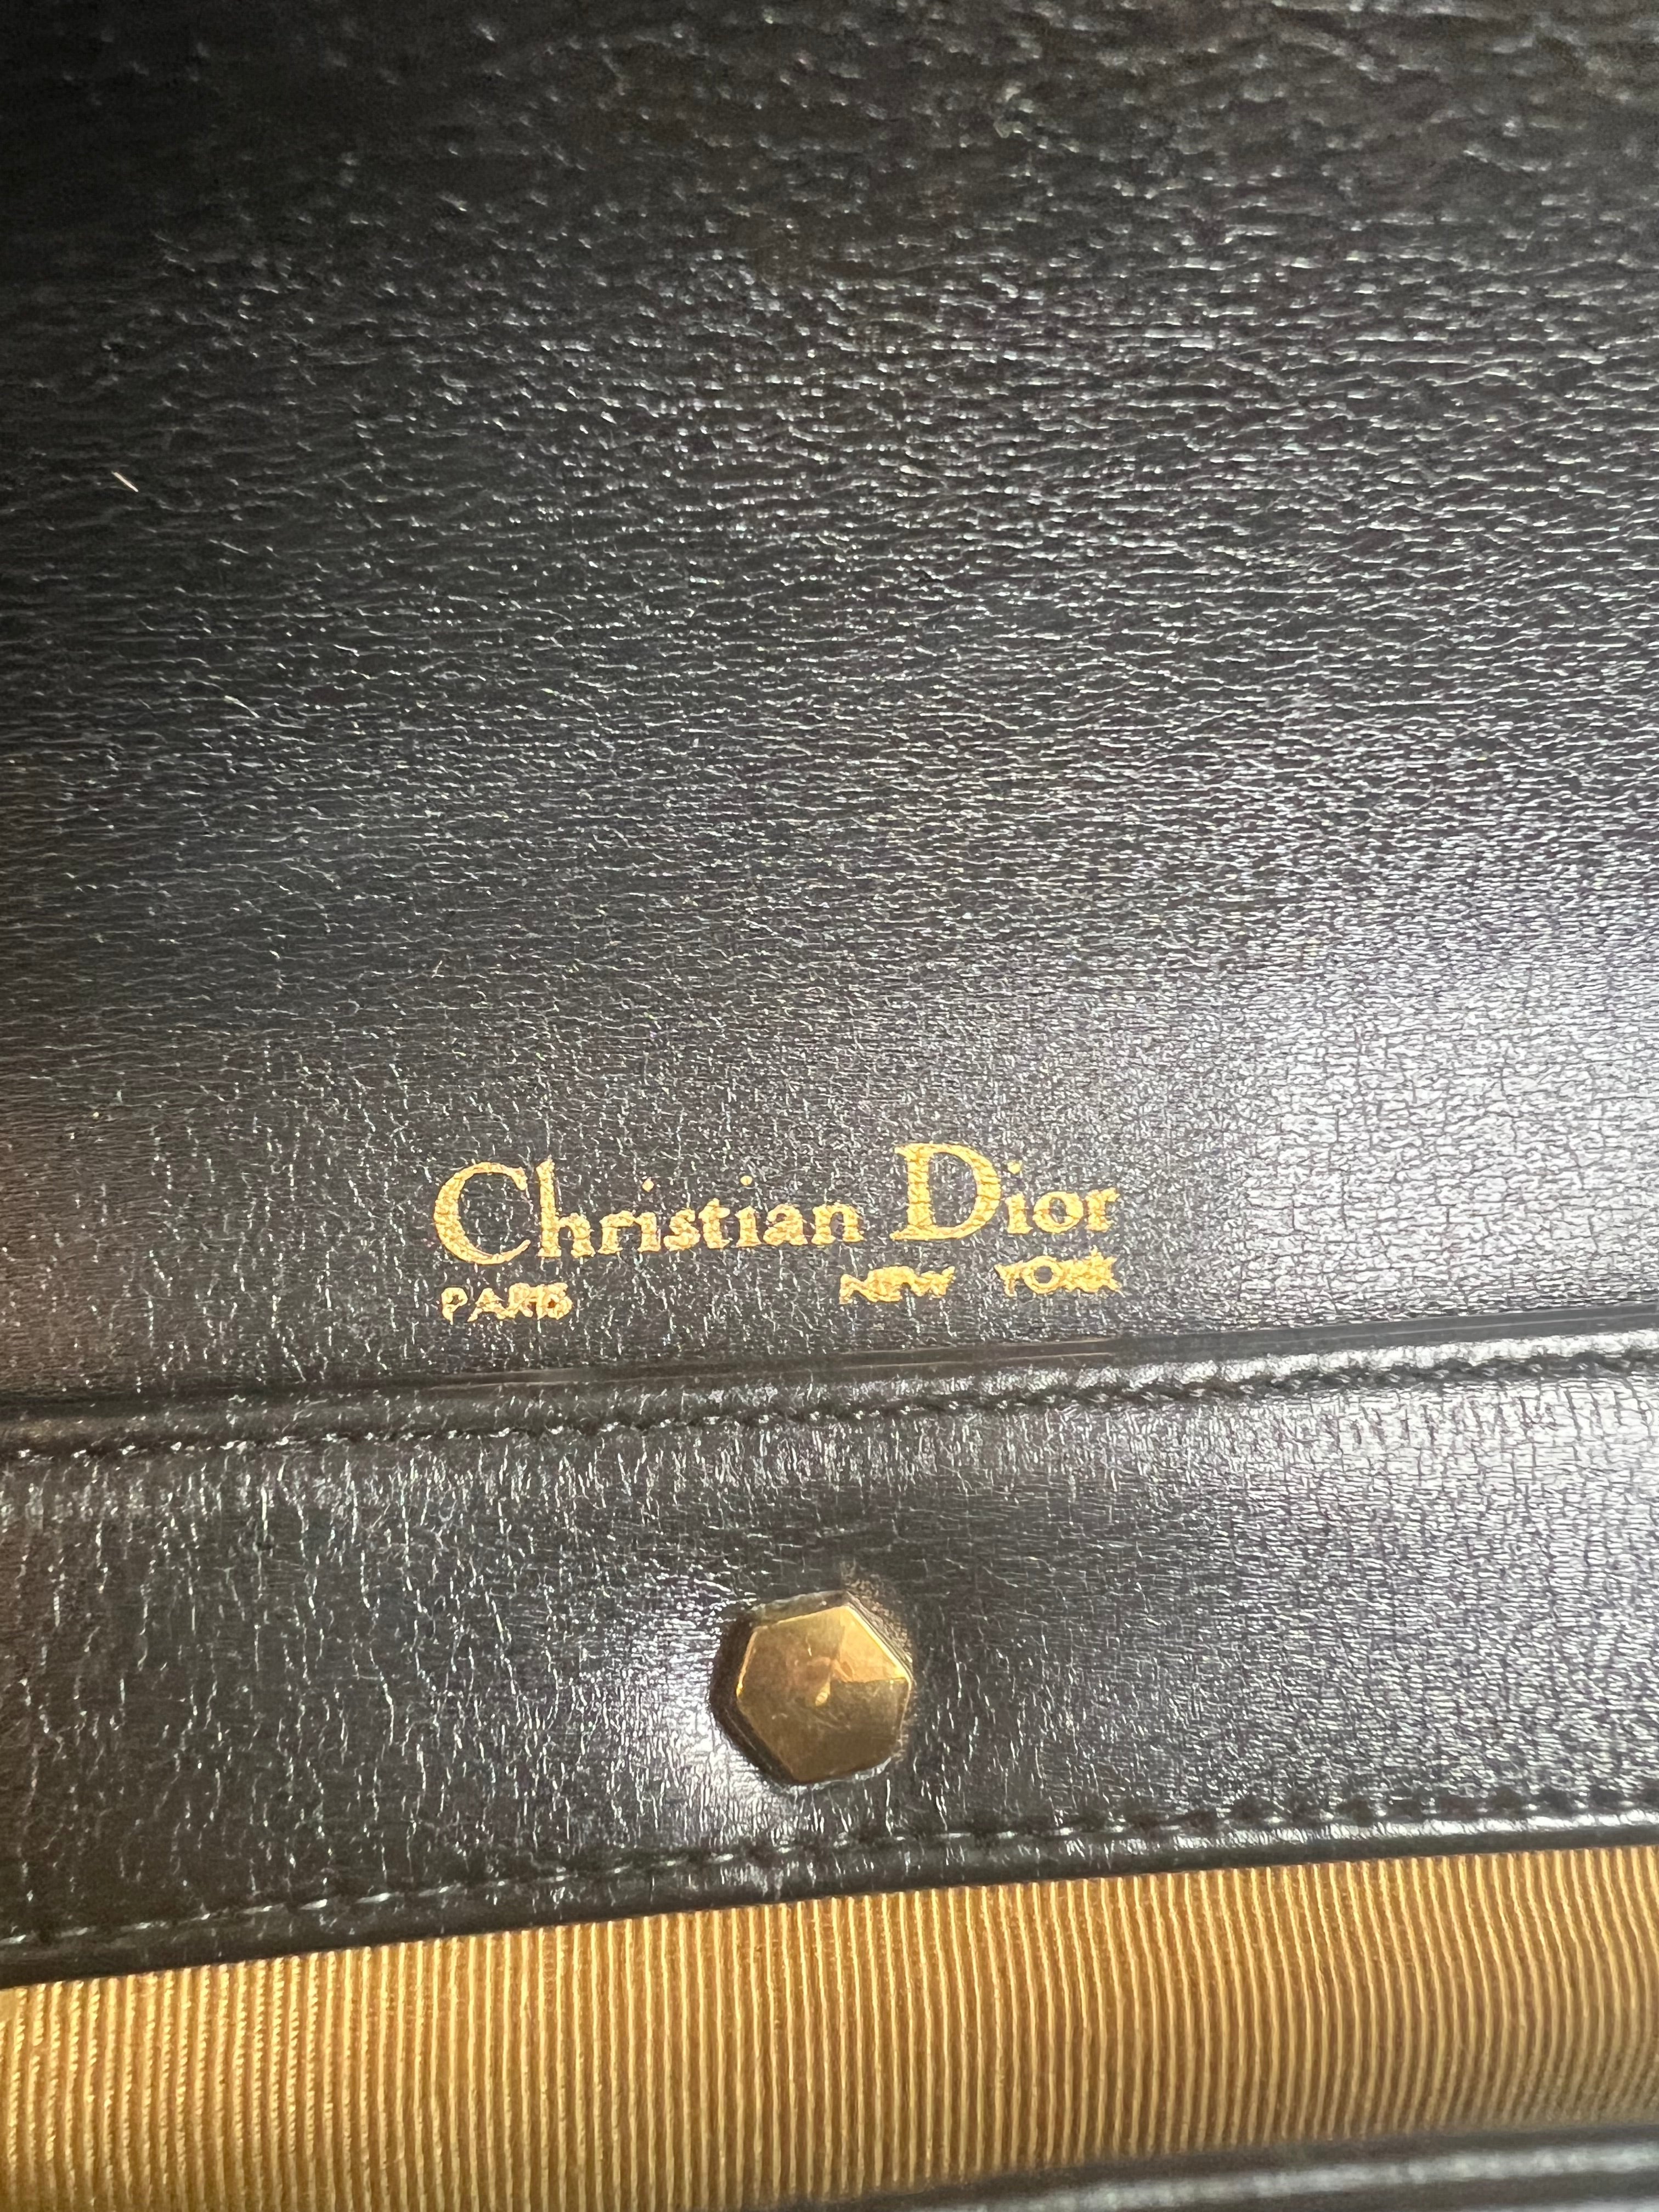 Christian Dior
PARIS NEW YORK